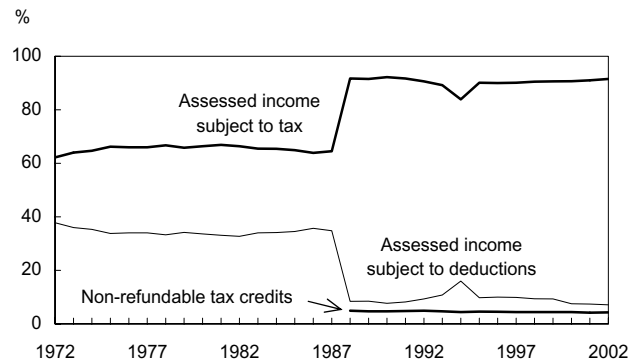 %
100
80
60
40
20
0
Assessed income
subject to tax
Assessed income
subject to deductions
Non-refundable tax credits
1972 1977 1982 1987 1992 1997 2002